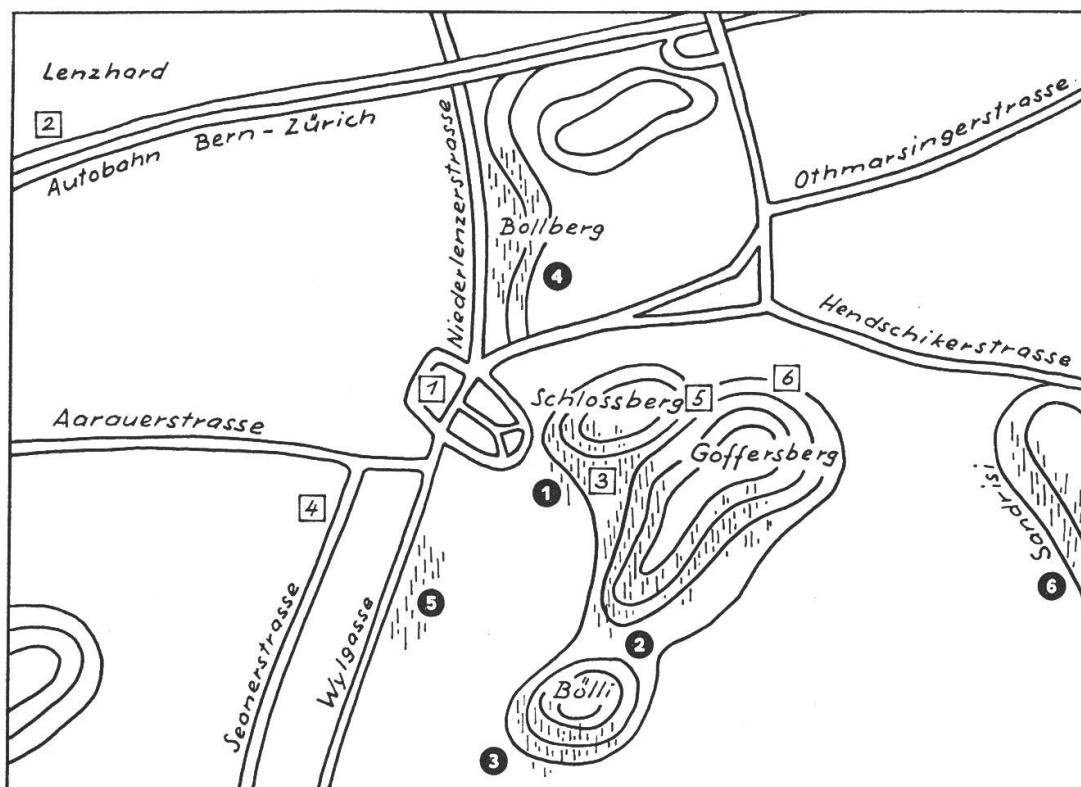 Lenzhard
2
Autobahn Bern-Zürich
Niederlenzerstrasse
Othmarsingerstrasse
Bollberg
4
Hendschikerstrasse
1
Schlossberg
5
6
Aarauerstrasse
Goffersberg
3
1
4
Sandrisi
6
5
Seonerstrasse
Wylgasse
2
Bölli
3